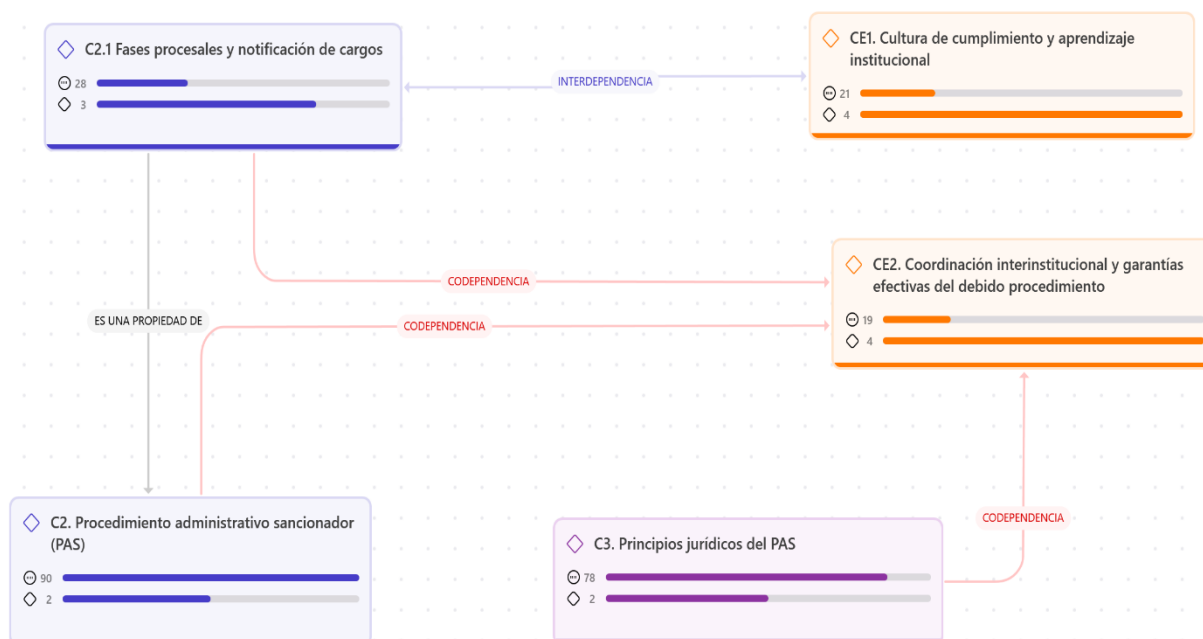 C2.1 Fases procesales y notificación de cargos
28
3
INTERDEPENDENCIA
CE1. Cultura de cumplimiento y aprendizaje
institucional
21
4
CODEPENDENCIA
CE2. Coordinación interinstitucional y garantías
efectivas del debido procedimiento
19
4
ES UNA PROPIEDAD DE
CODEPENDENCIA
C2. Procedimiento administrativo sancionador
(PAS)
90
2
C3. Principios jurídicos del PAS
78
2
CODEPENDENCIA